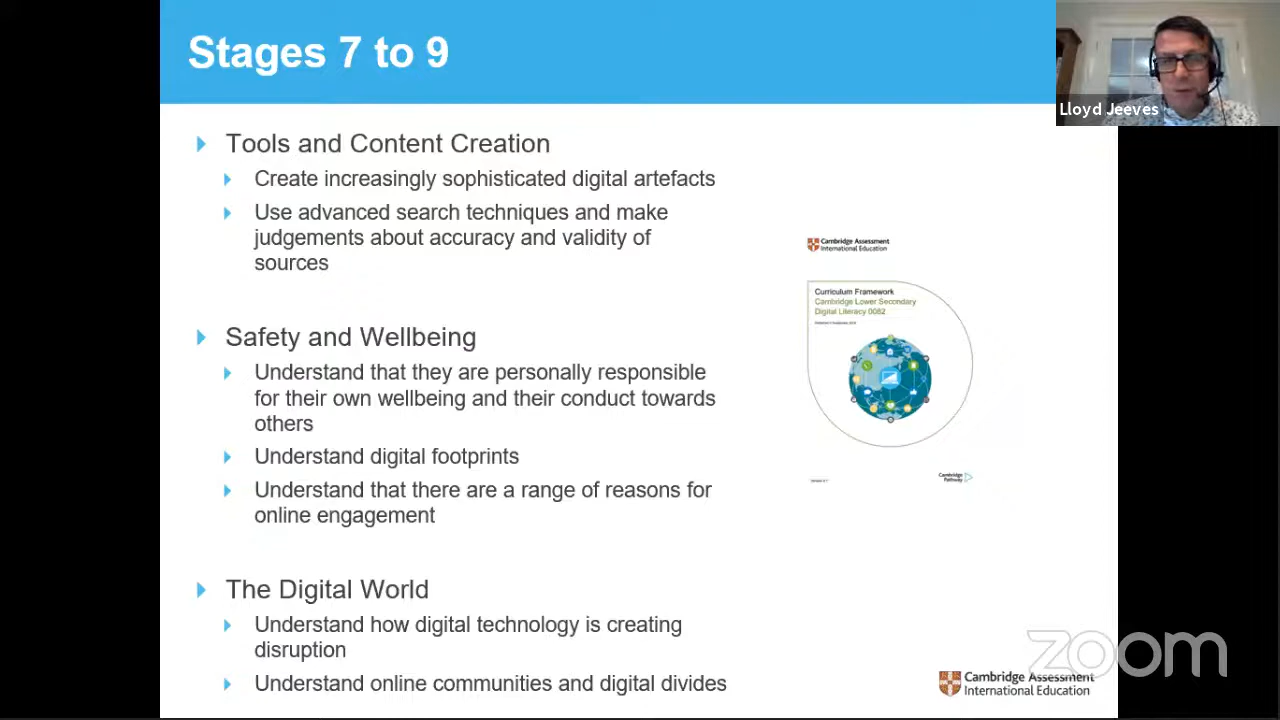 Stages 7 to 9
Lloyd Jeeves
Tools and Content Creation
Create increasingly sophisticated digital artefacts
Use advanced search techniques and make
judgements about accuracy and validity of
sources
Safety and Wellbeing
Understand that they are personally responsible
for their own wellbeing and their conduct towards
others
Understand digital footprints
Understand that there are a range of reasons for
online engagement
The Digital World
Understand how digital technology is creating
disruption
Understand online communities and digital divides
Cambridge Assessment
International Education
Curriculum Framework
Cambridge Lower Secondary
Digital Literacy 0082
Cambridge
Pathway
zoom
Cambridge Assessment
International Education